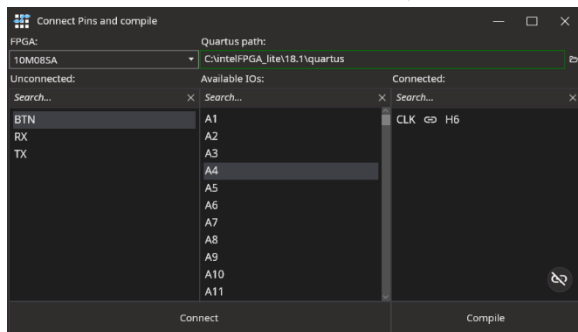 Connect Pins and compile
FPGA: Quartus path:
10M08SA C:\intelFPGA_lite\18.1\quartus
Unconnected: Available IOs: Connected:
Search... Search... Search...
BTN A1 CLK H6
RX A2
TX A3
A4
A5
A6
A7
A8
A9
A10
A11
Connect Compile